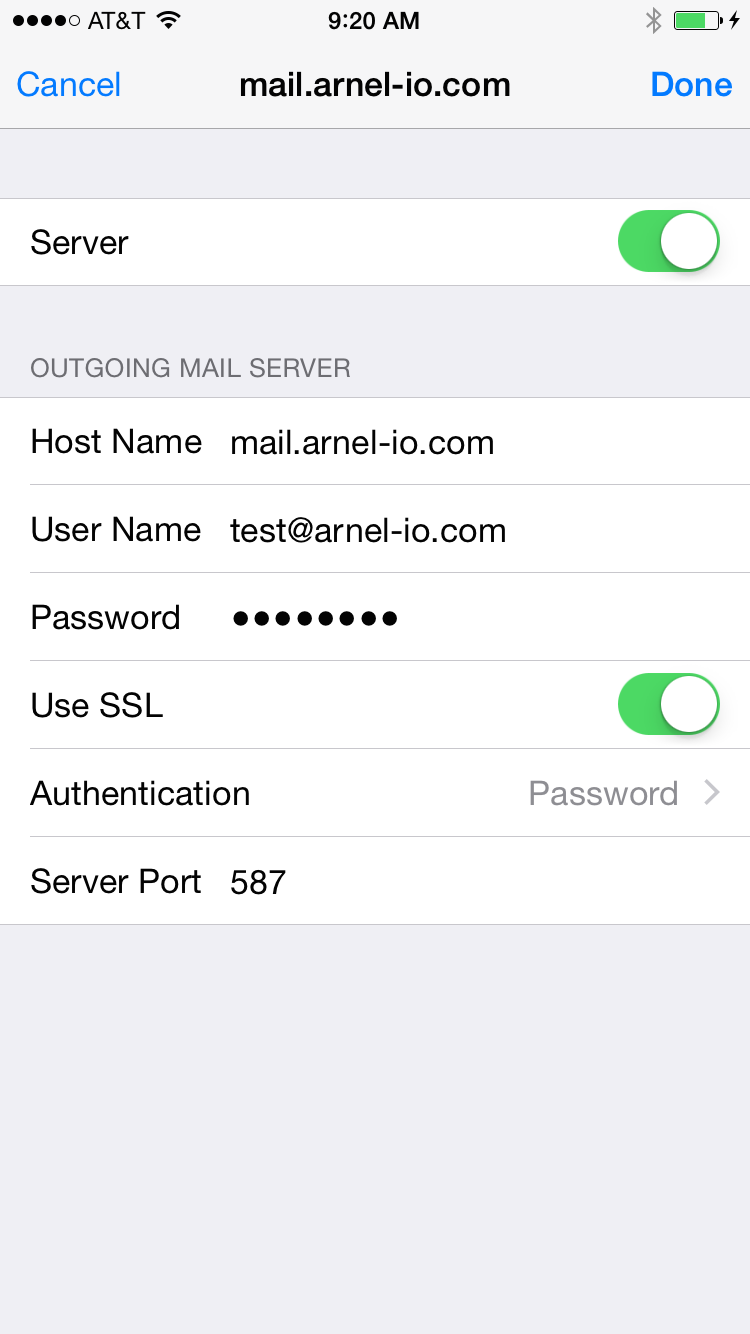 AT&T 9:20 AM
Cancel mail.arnel-io.com Done
Server
OUTGOING MAIL SERVER
Host Name mail.arnel-io.com
User Name test@arnel-io.com
Password ●●●●●●●●
Use SSL
Authentication Password
Server Port 587